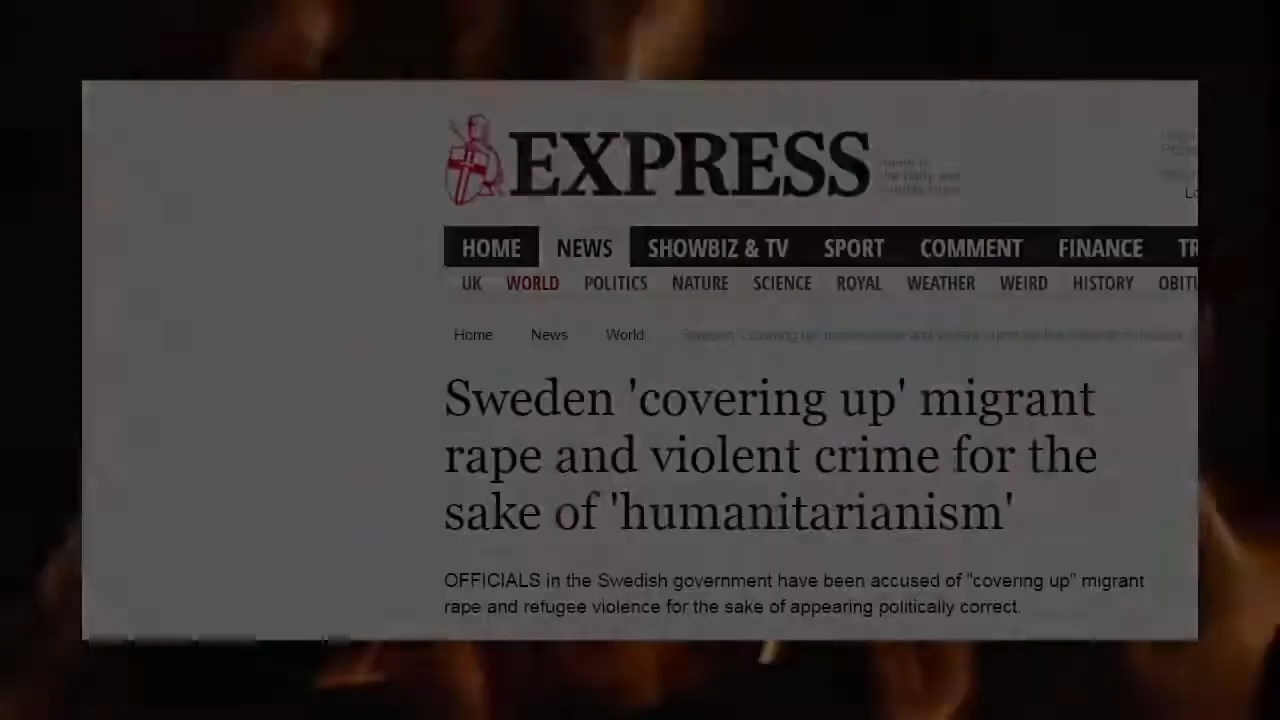 EXPRESS
HOME NEWS SHOWBIZ & TV SPORT COMMENT FINANCE
UK WORLD POLITICS NATURE SCIENCE ROYAL WEATHER WEIRD HISTORY
Home News World
Sweden 'covering up' migrant
rape and violent crime for the
sake of 'humanitarianism'
OFFICIALS in the Swedish government have been accused of "covering up" migrant
rape and refugee violence for the sake of appearing politically correct.